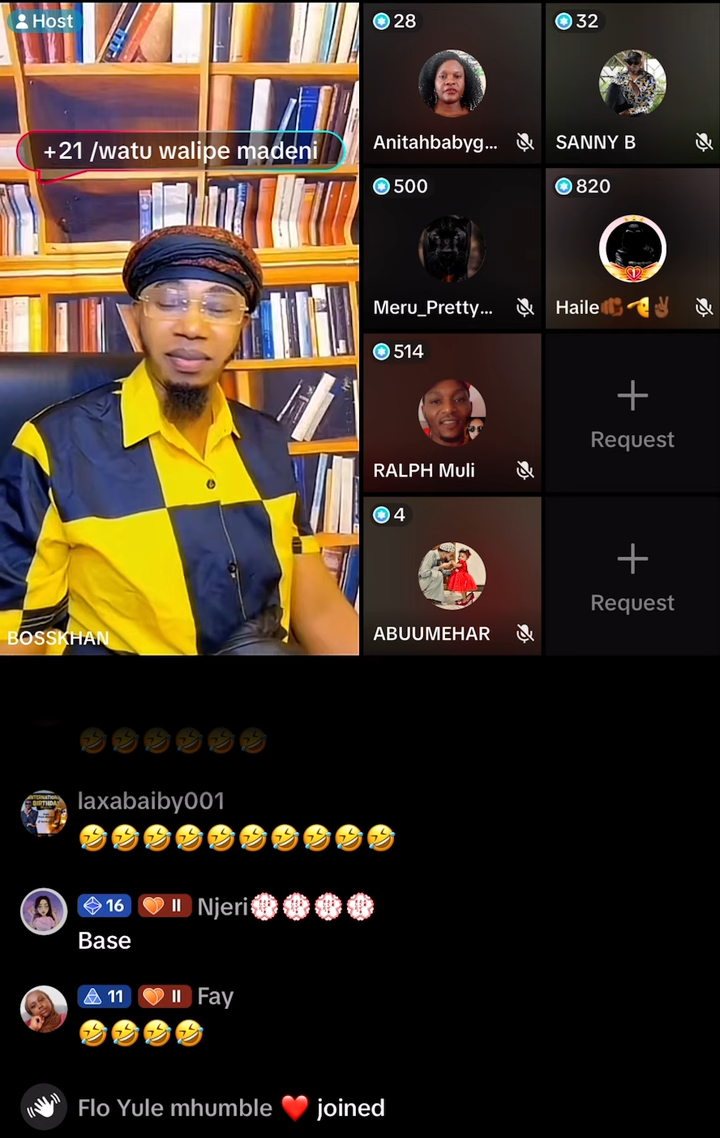 Host
+21 /watu walipe madeni
BOSSKHAN
28
Anitahbabyg...
32
SANNY B
500
Meru_Pretty...
820
Haile🫱🏾🫡✌🏾
514
RALPH Muli
+
Request
4
ABUUMEHAR
+
Request
🤣🤣🤣🤣🤣🤣
laxabaiby001
🤣🤣🤣🤣🤣🤣🤣🤣🤣🤣
16 II Njeri
Base
11 II Fay
🤣🤣🤣🤣
Flo Yule mhumble ❤️ joined